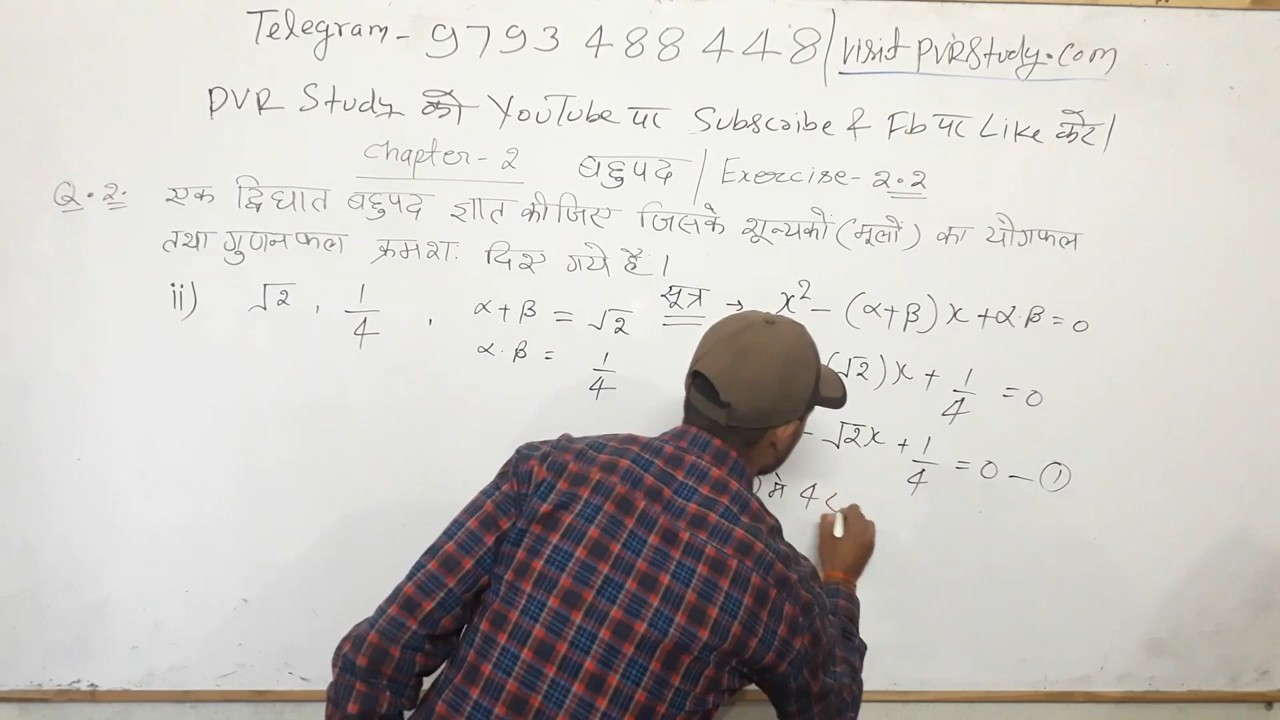 Telegram - 9793 488 448 / visit PVRStudy.com
PVR Study को YouTube पर Subscribe & Fb पर Like करें।
Chapter - 2 बहुपद / Exercise - 2.2
Q.2. एक द्विघात बहुपद ज्ञात कीजिए जिसके शून्यकों (मूलों) का योगफल
तथा गुणनफल क्रमशः दिए गये हैं।
ii) √2 , 1/4 , α + β = √2 सूत्र → x² - (α+β)x + α.β = 0
α.β = 1/4
(√2)x + 1/4 = 0
- √2x + 1/4 = 0 - ①
) में 4